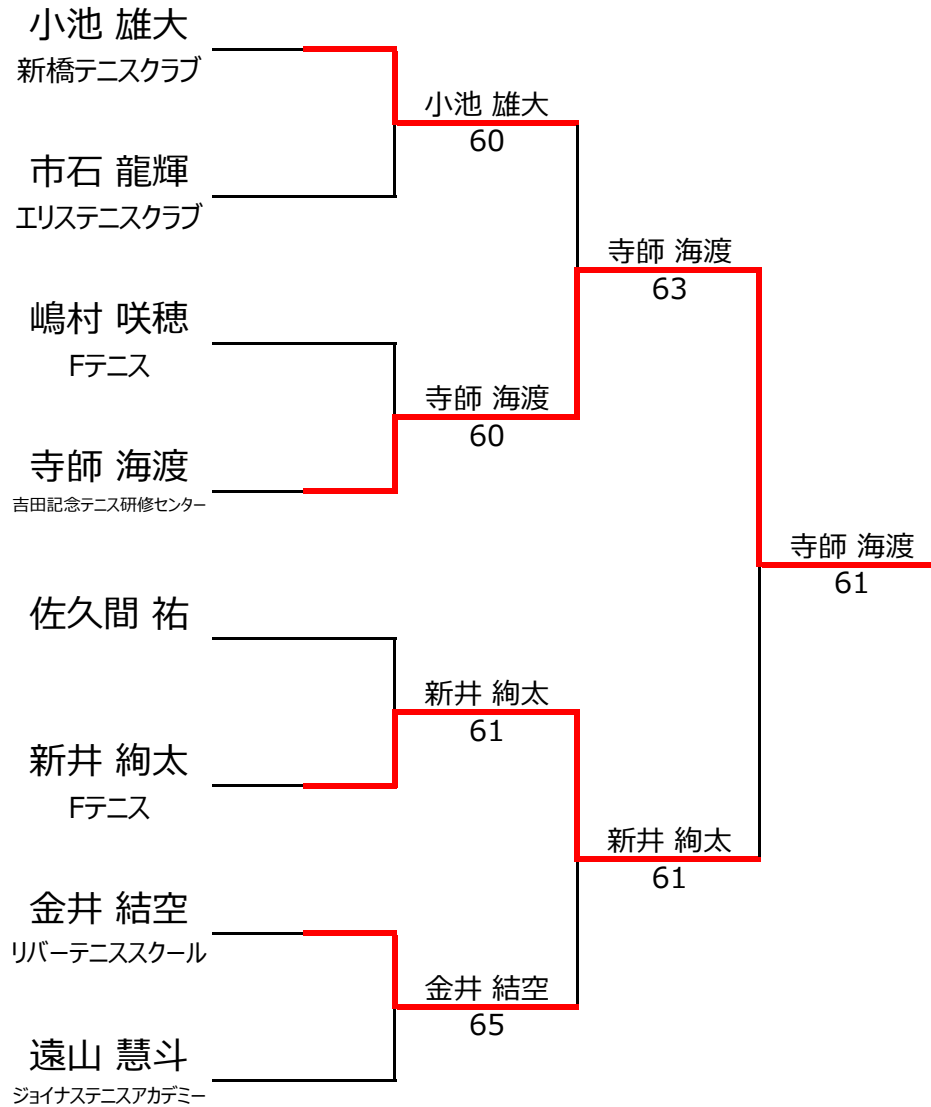 小池 雄大
新橋テニスクラブ
小池 雄大
60
市石 龍輝
エリステニスクラブ
寺師 海渡
63
嶋村 咲穂
Fテニス
寺師 海渡
60
寺師 海渡
吉田記念テニス研修センター
寺師 海渡
61
佐久間 祐
新井 絢太
61
新井 絢太
Fテニス
新井 絢太
61
金井 結空
リバーテニススクール
金井 結空
65
遠山 慧斗
ジョイナステニスアカデミー